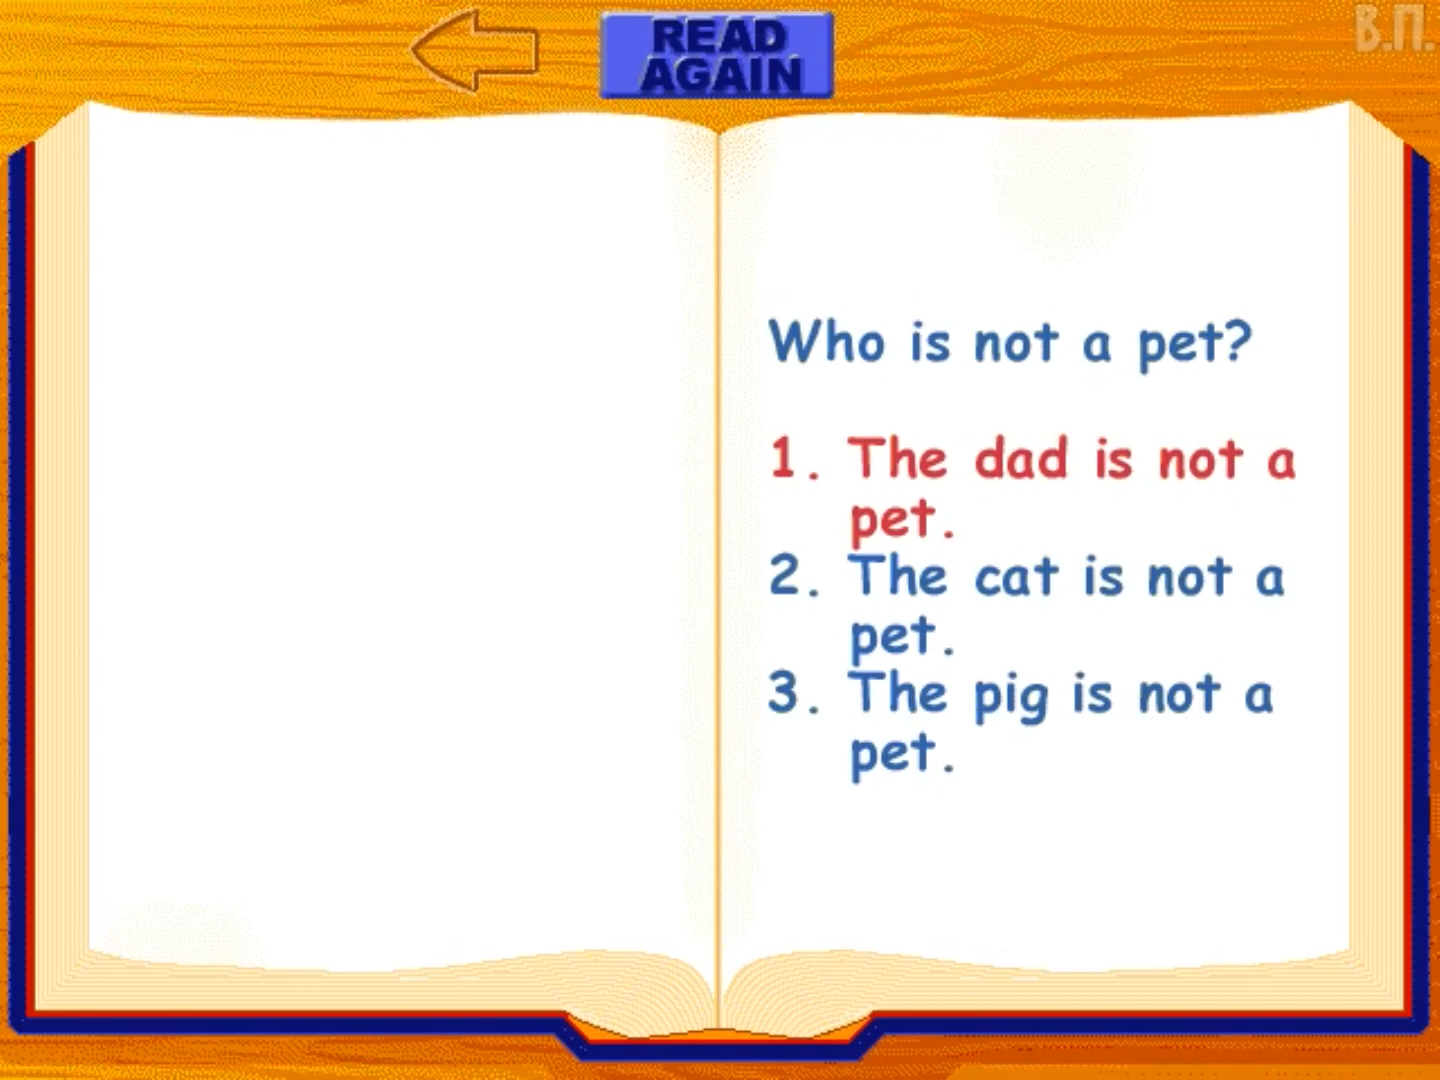 READ
AGAIN
В.П.
Who is not a pet?
1. The dad is not a
pet.
2. The cat is not a
pet.
3. The pig is not a
pet.